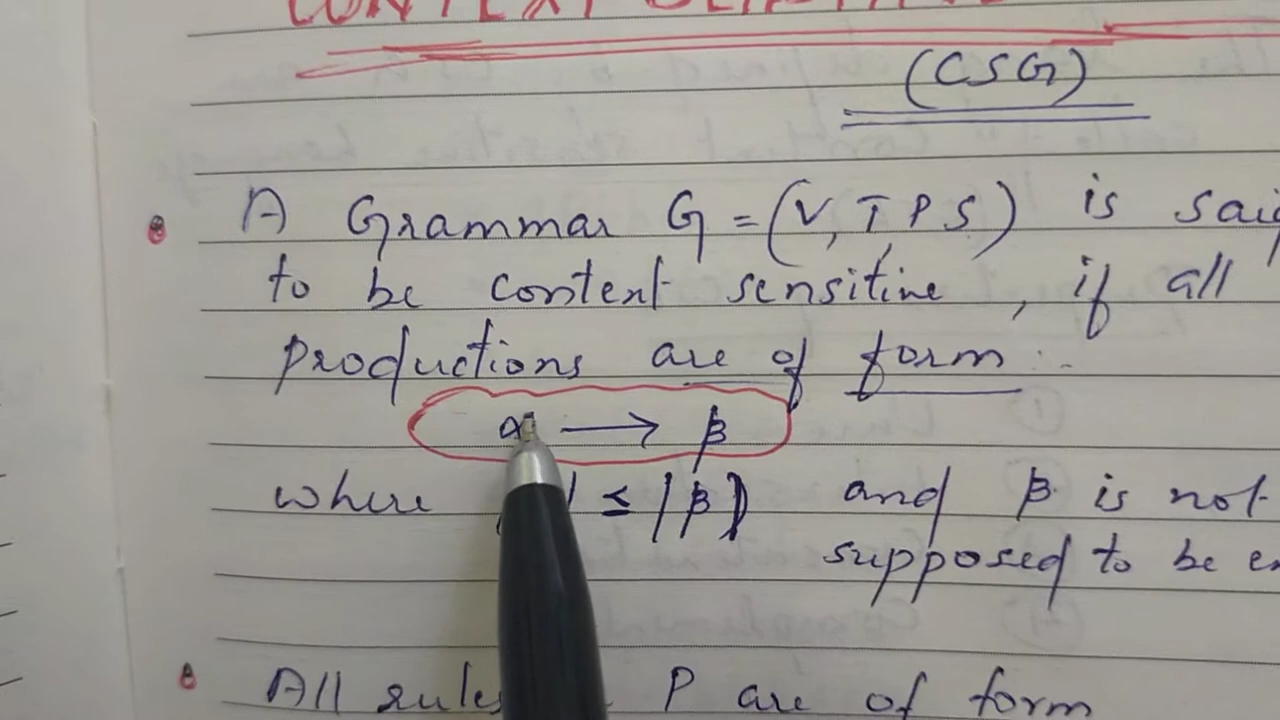 CONTEXT
(CSG)
A Grammar G = (V, T P S) is
to be context sensitive, if all
productions are of form :-
α → β
where | ≤ |β| and β is not
supposed to be
All rules P are of form